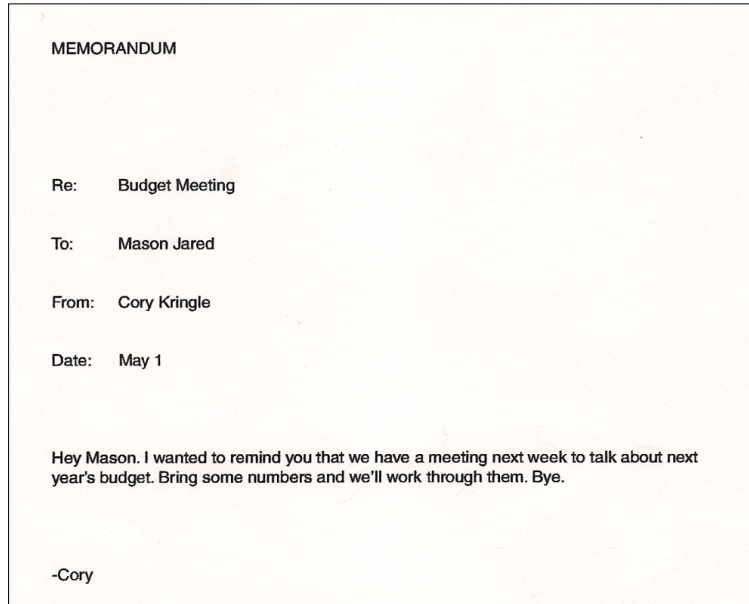 MEMORANDUM
Re: Budget Meeting
To: Mason Jared
From: Cory Kringle
Date: May 1
Hey Mason. I wanted to remind you that we have a meeting next week to talk about next
year's budget. Bring some numbers and we'll work through them. Bye.
-Cory